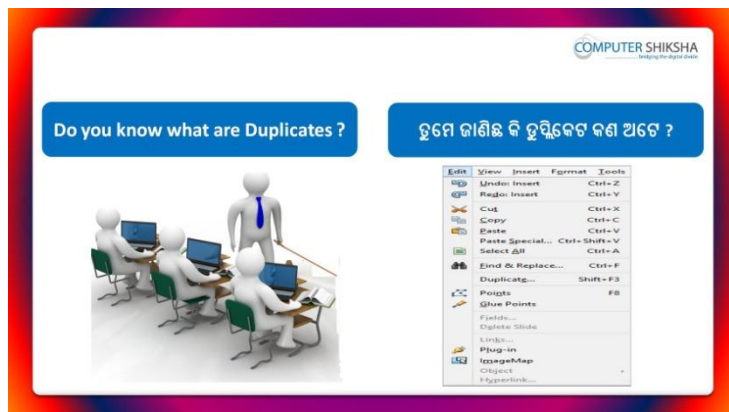 COMPUTER SHIKSHA
bridging the digital divide
Do you know what are Duplicates ?
ତୁମେ ଜାଣିଛ କି ଡୁପ୍ଲିକେଟ କଣ ଅଟେ ?
Edit View Insert Format Tools
Undo: Insert Ctrl+Z
Redo: Insert Ctrl+Y
Cut Ctrl+X
Copy Ctrl+C
Paste Ctrl+V
Paste Special... Ctrl+Shift+V
Select All Ctrl+A
Find & Replace... Ctrl+F
Duplicate... Shift+F3
Points F8
Glue Points
Fields...
Delete Slide
Links...
Plug-in
ImageMap
Object
Hyperlink...